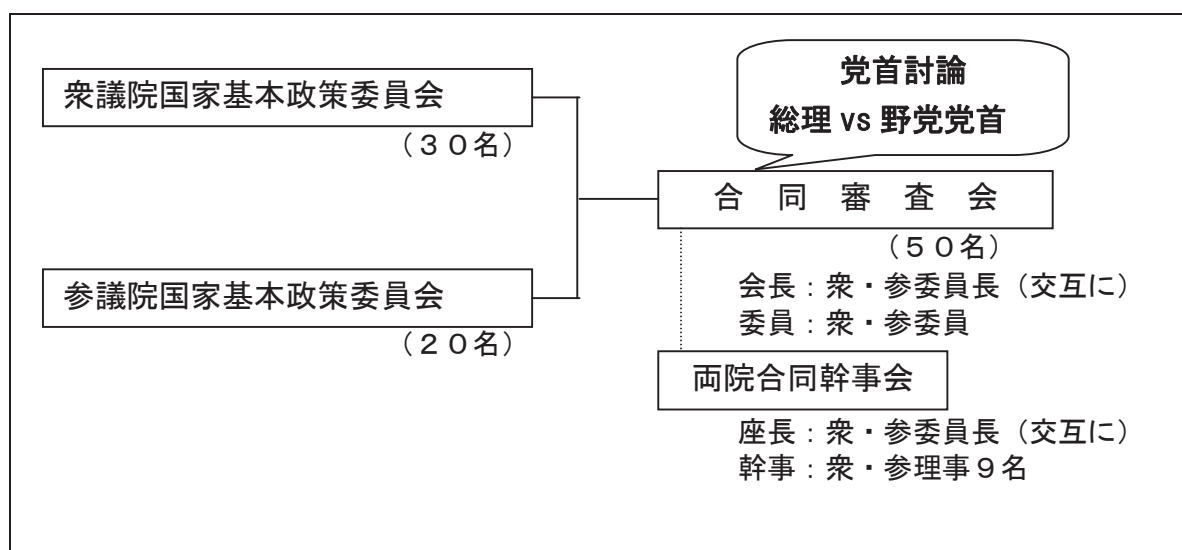 衆議院国家基本政策委員会
(30名)
参議院国家基本政策委員会
(20名)
党首討論
総理 vs 野党党首
合同審査会
(50名)
会長:衆・参委員長(交互に)
委員:衆・参委員
両院合同幹事会
座長:衆・参委員長(交互に)
幹事:衆・参理事9名